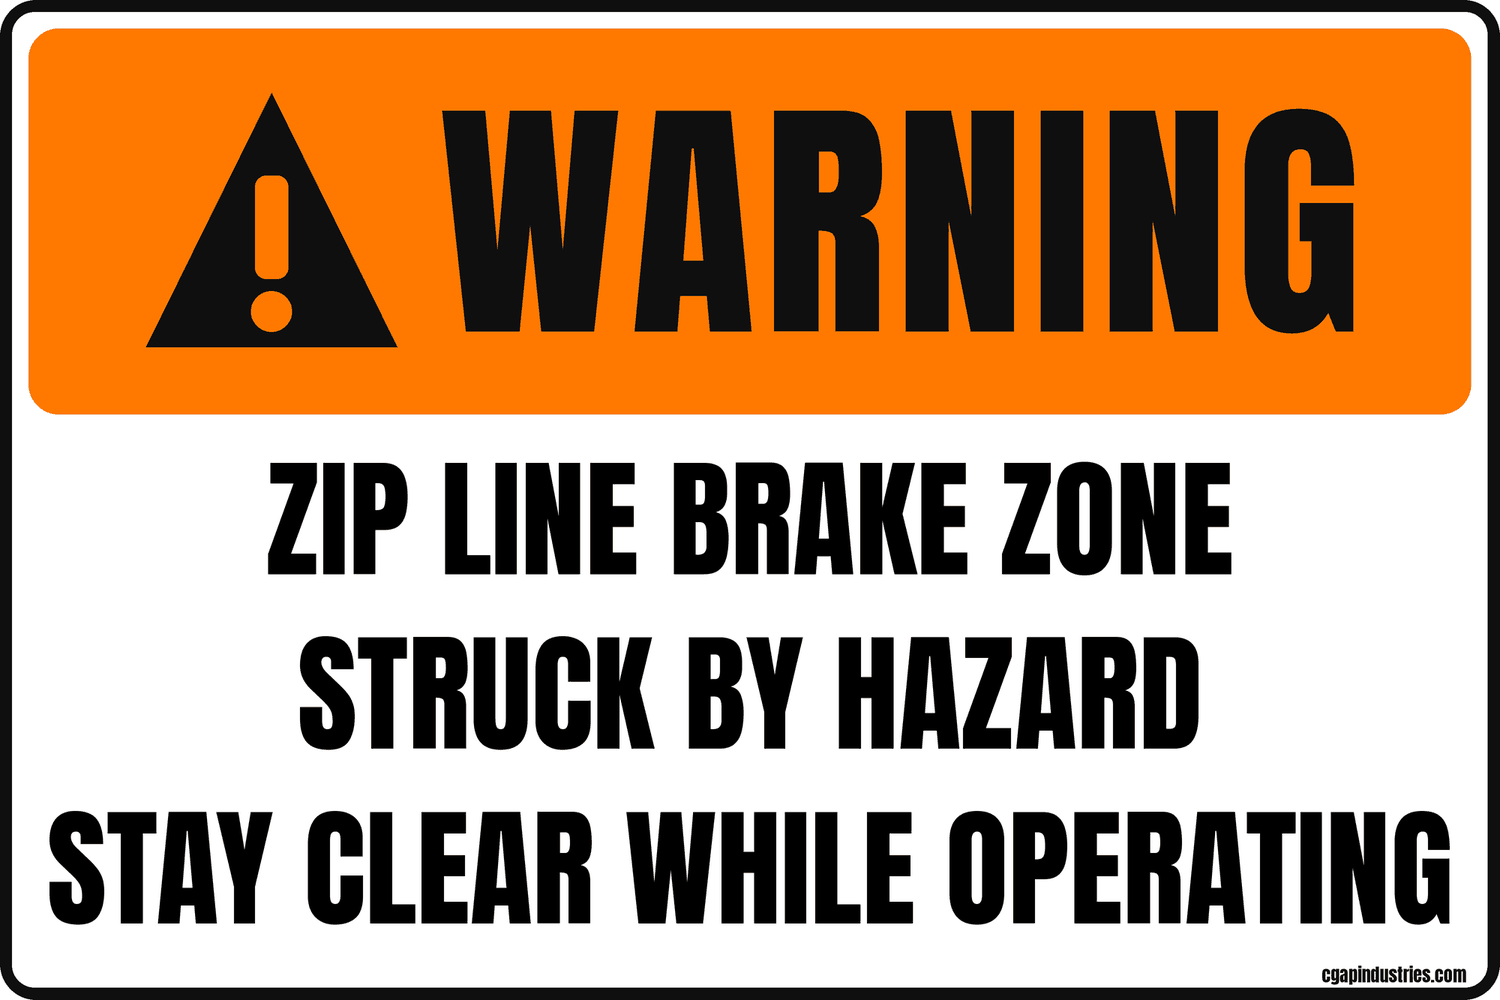 WARNING
ZIP LINE BRAKE ZONE
STRUCK BY HAZARD
STAY CLEAR WHILE OPERATING
cgapindustries.com